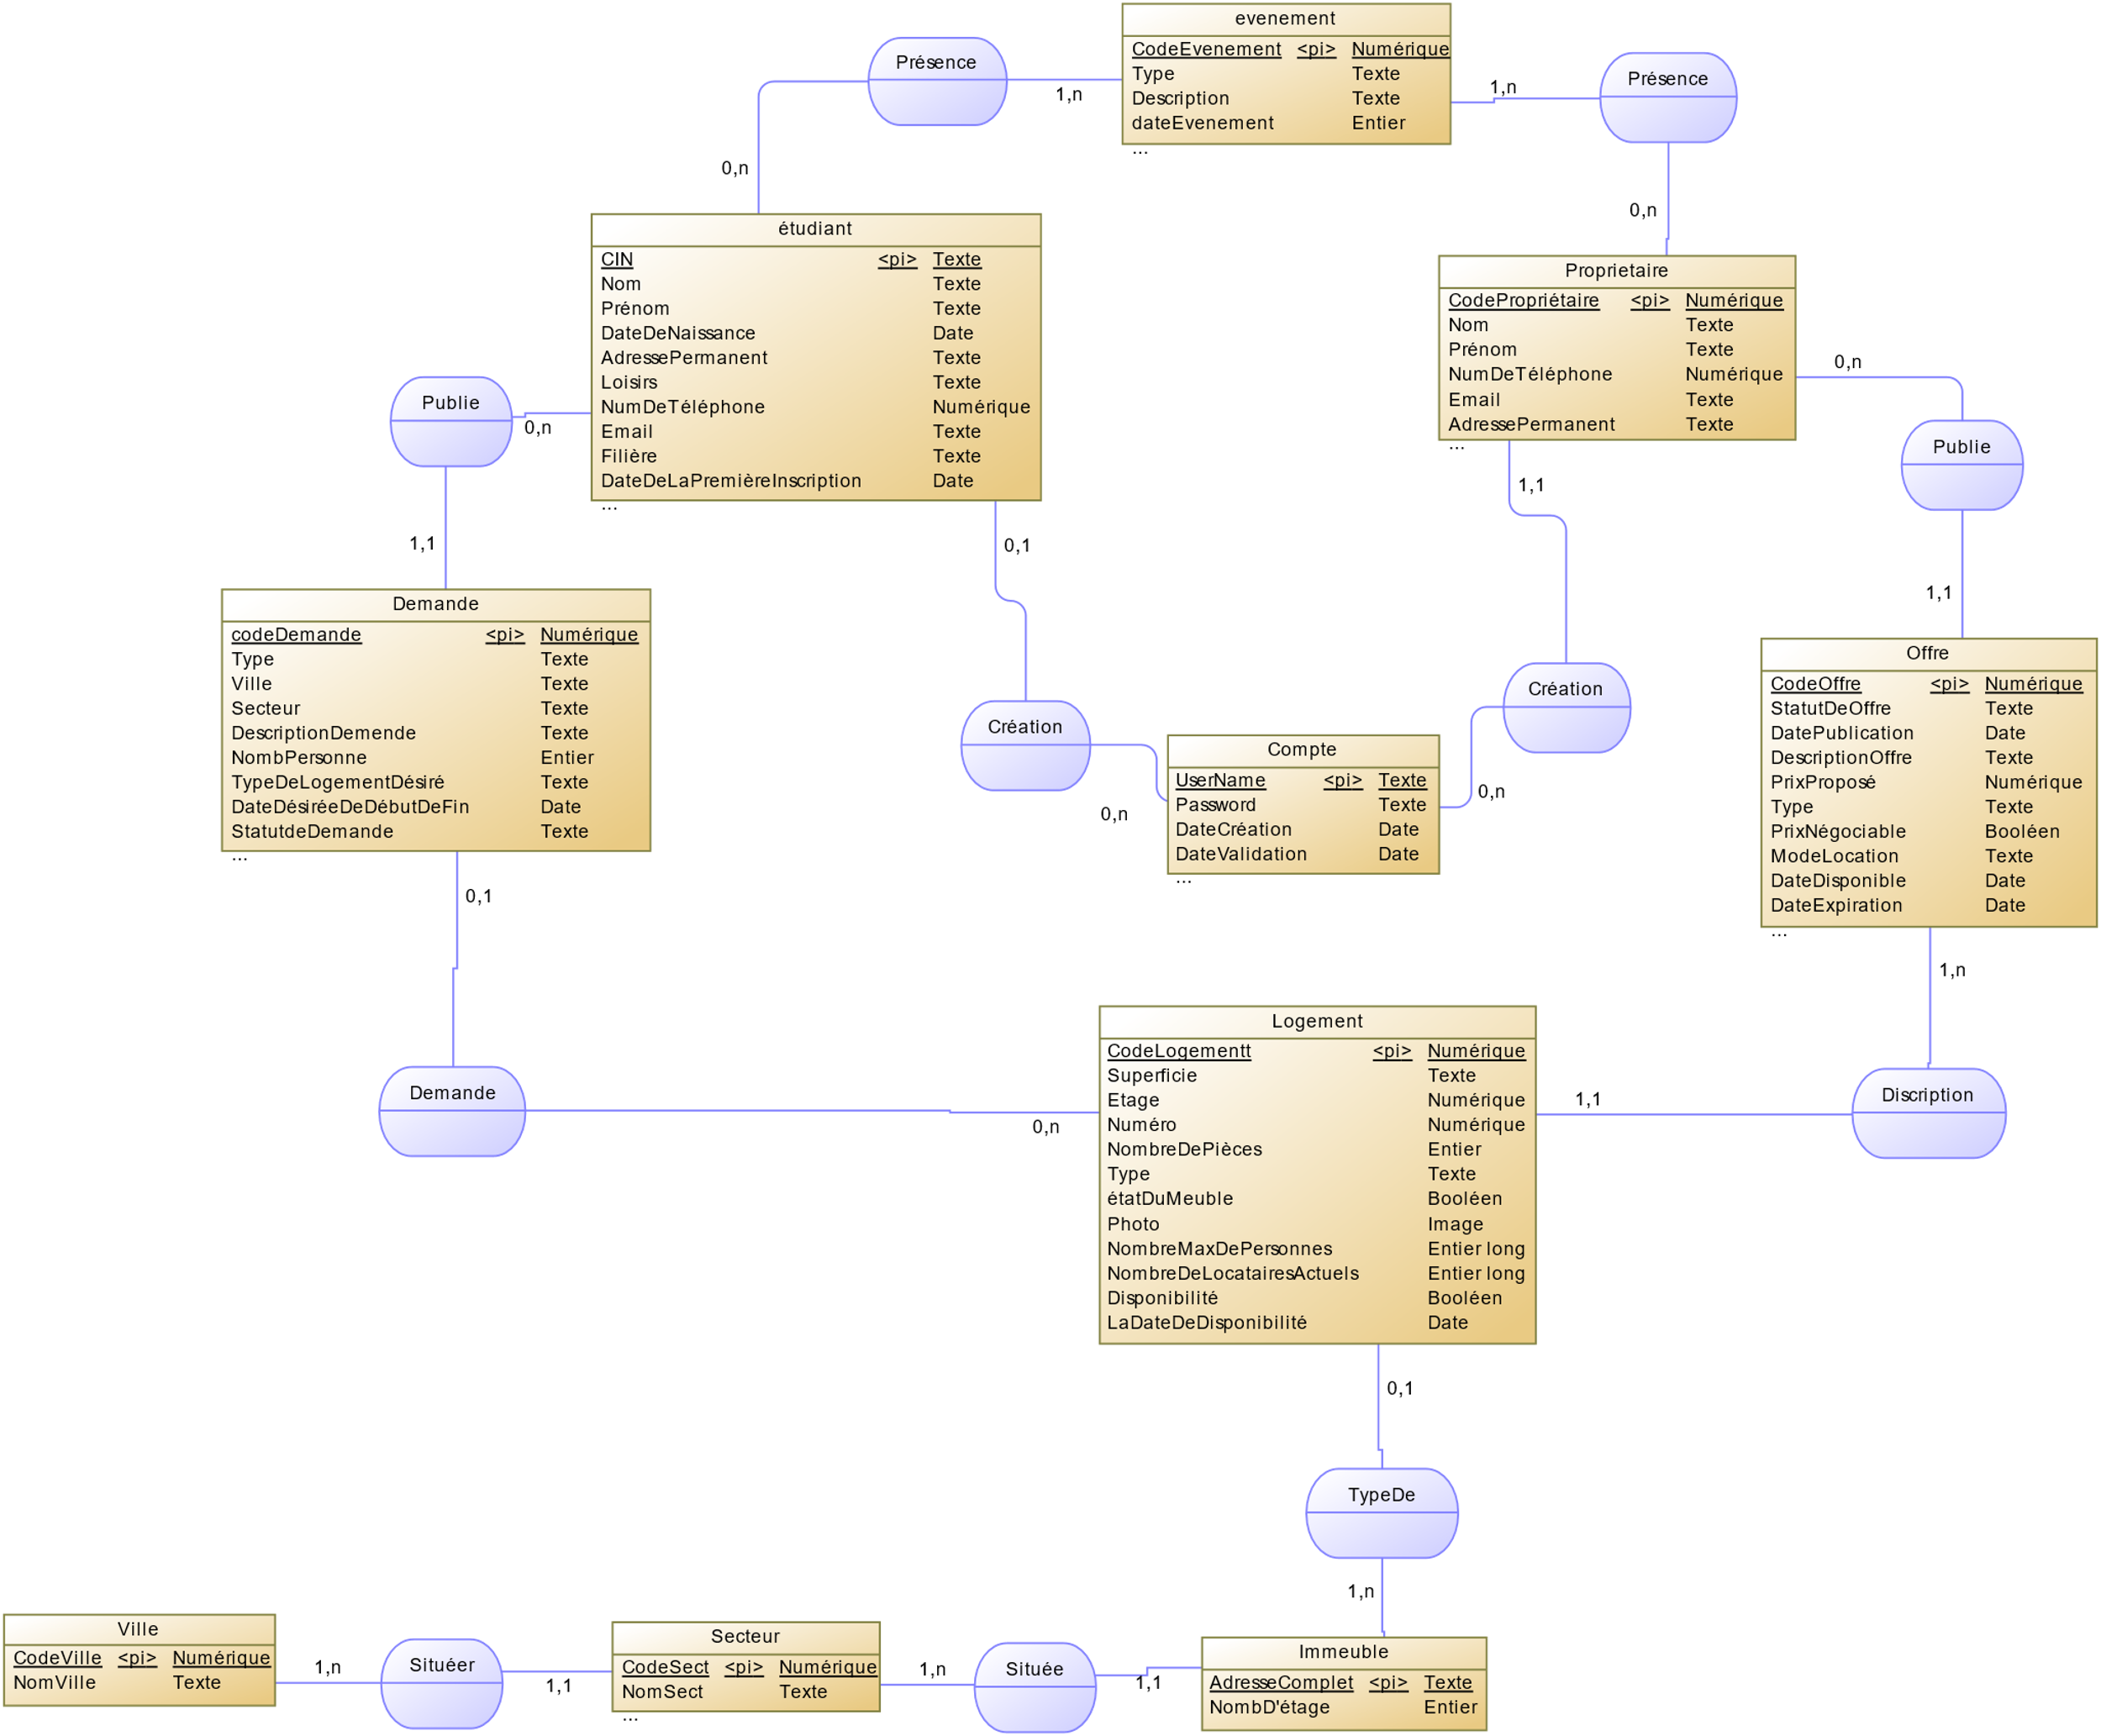 evenement
CodeEvenement <pi> Numérique
Type Texte
Description Texte
dateEvenement Entier
...
Présence
1,n
0,n
1,n
Présence
0,n
étudiant
CIN <pi> Texte
Nom Texte
Prénom Texte
DateDeNaissance Date
AdressePermanent Texte
Loisirs Texte
NumDeTéléphone Numérique
Email Texte
Filière Texte
DateDeLaPremièreInscription Date
...
Proprietaire
CodePropriétaire <pi> Numérique
Nom Texte
Prénom Texte
NumDeTéléphone Numérique
Email Texte
AdressePermanent Texte
...
Publie
0,n
1,1
0,n
Publie
1,1
0,1
1,1
Demande
codeDemande <pi> Numérique
Type Texte
Ville Texte
Secteur Texte
DescriptionDemende Texte
NombPersonne Entier
TypeDeLogementDésiré Texte
DateDésiréeDeDébutDeFin Date
StatutdeDemande Texte
...
Création
0,n
Compte
UserName <pi> Texte
Password Texte
DateCréation Date
DateValidation Date
...
Création
0,n
Offre
CodeOffre <pi> Numérique
StatutDeOffre Texte
DatePublication Date
DescriptionOffre Texte
PrixProposé Numérique
Type Texte
PrixNégociable Booléen
ModeLocation Texte
DateDisponible Date
DateExpiration Date
...
0,1
1,n
Demande
0,n
Logement
CodeLogementt <pi> Numérique
Superficie Texte
Etage Numérique
Numéro Numérique
NombreDePièces Entier
Type Texte
étatDuMeuble Booléen
Photo Image
NombreMaxDePersonnes Entier long
NombreDeLocatairesActuels Entier long
Disponibilité Booléen
LaDateDeDisponibilité Date
1,1
Discription
0,1
TypeDe
1,n
Ville
CodeVille <pi> Numérique
NomVille Texte
1,n
Situéer
1,1
Secteur
CodeSect <pi> Numérique
NomSect Texte
...
1,n
Située
1,1
Immeuble
AdresseComplet <pi> Texte
NombD'étage Entier